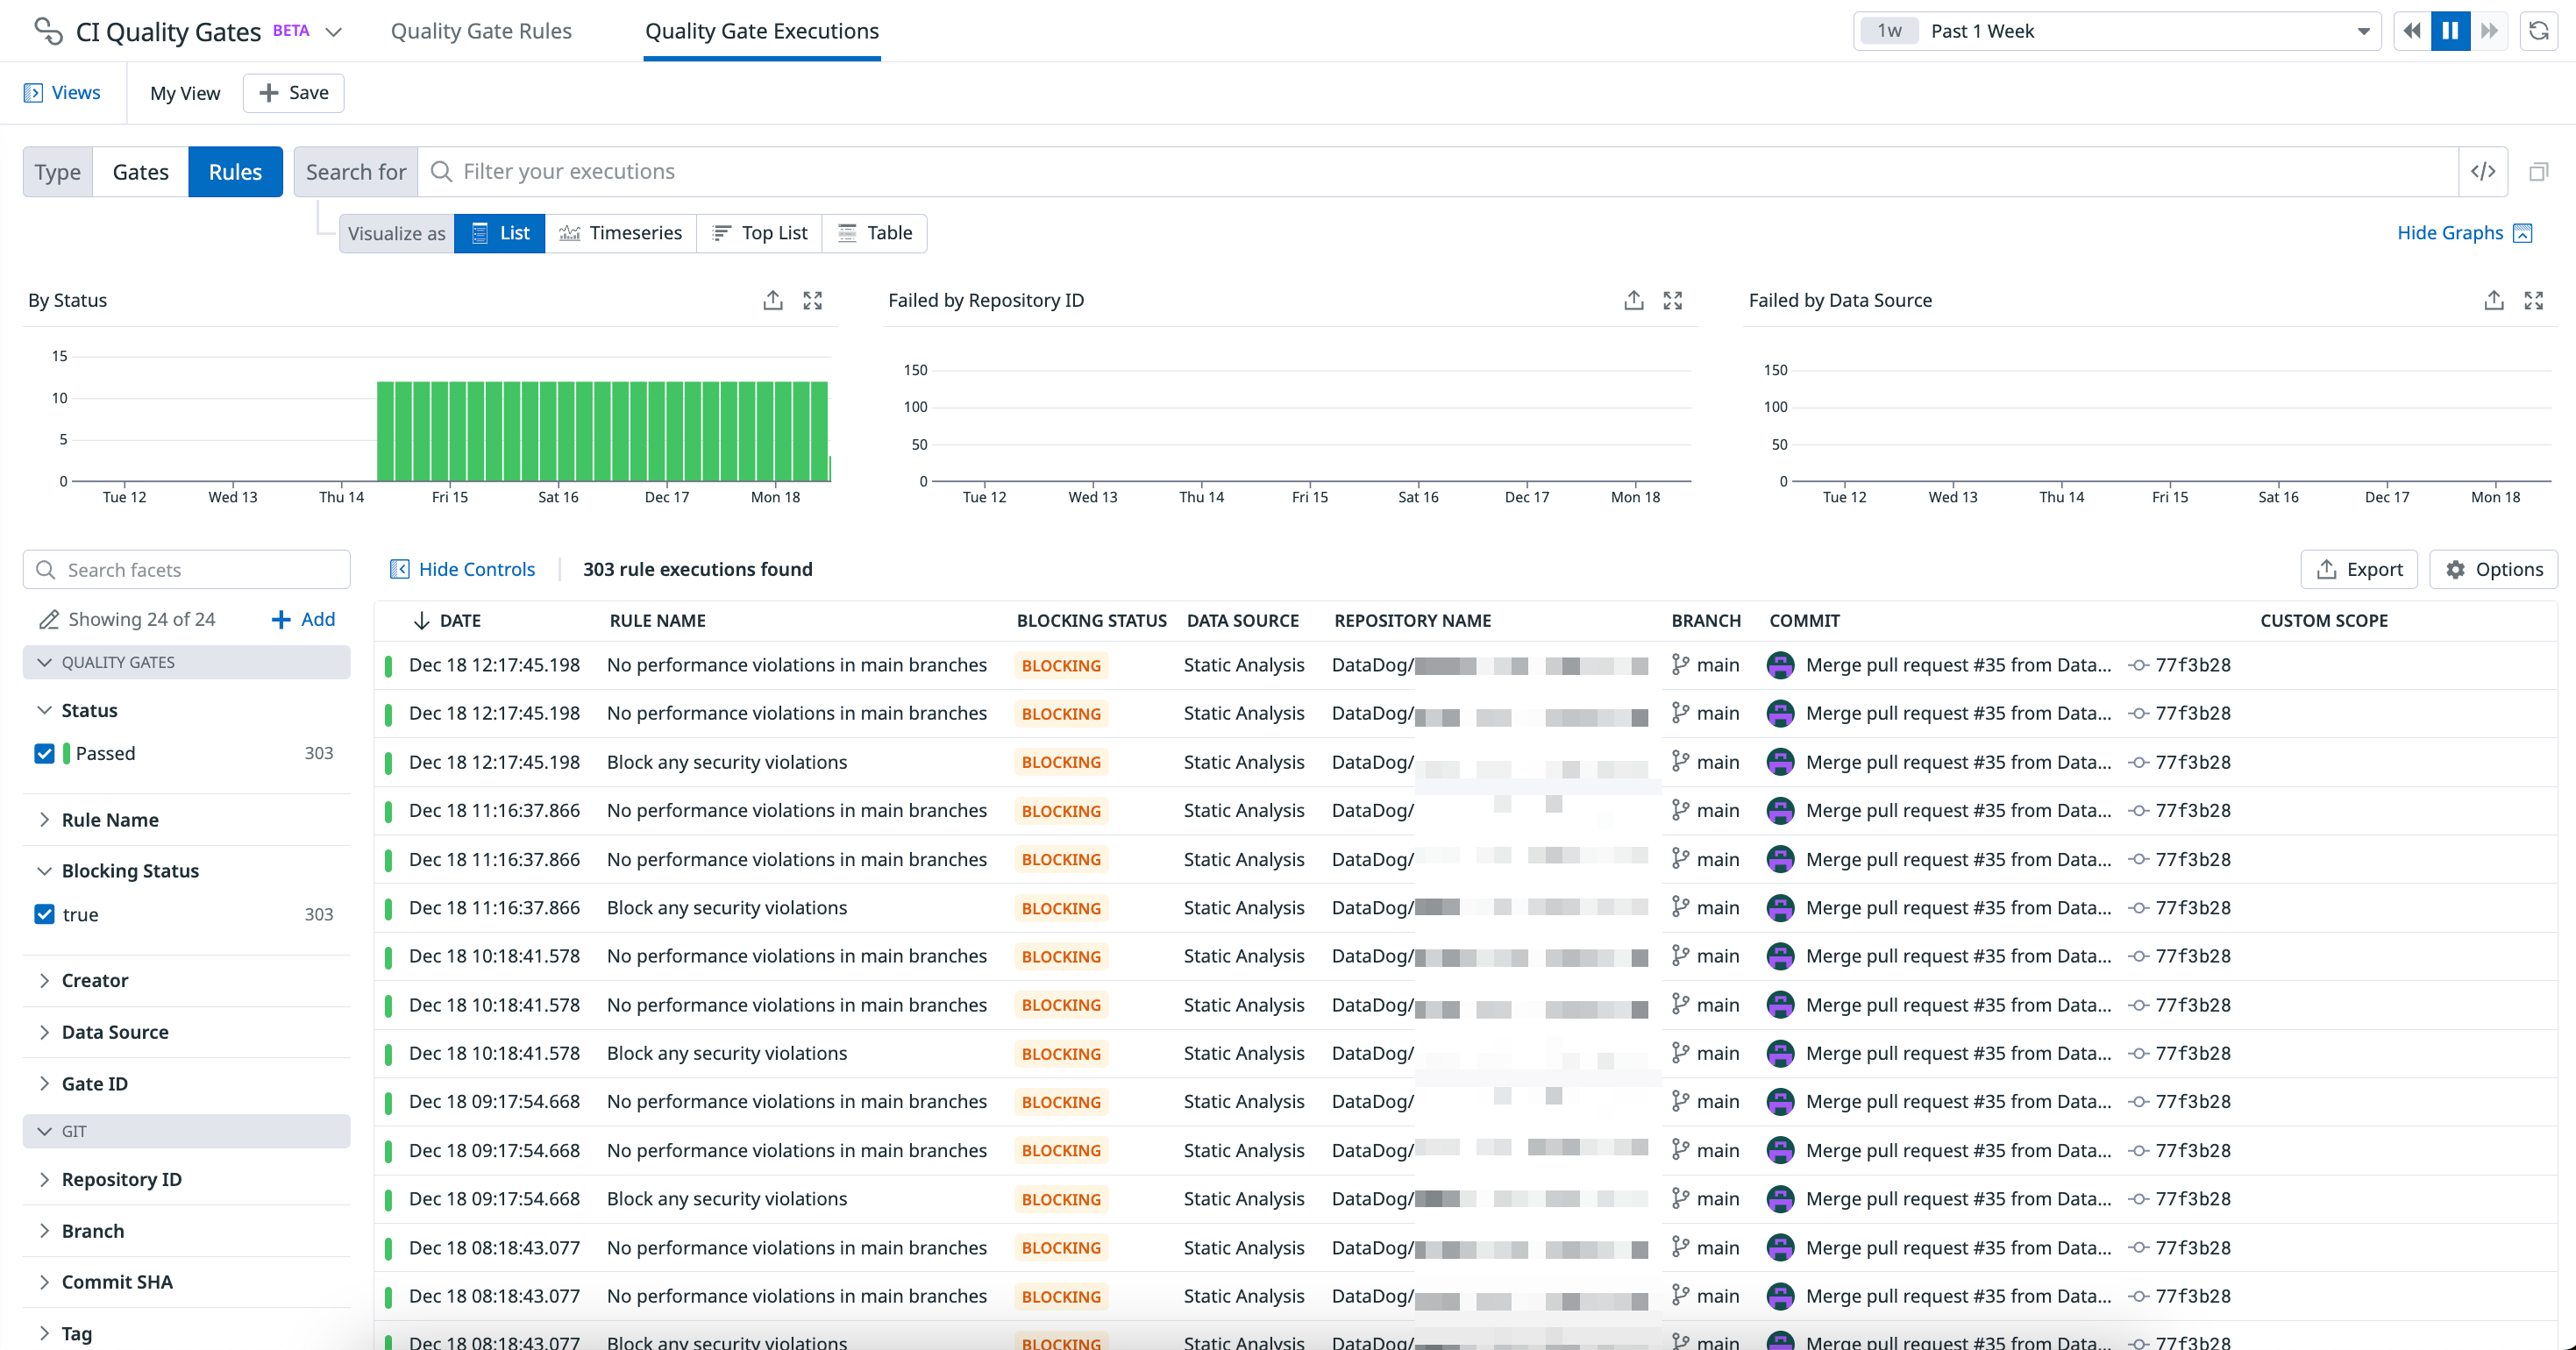 CI Quality Gates BETA Quality Gate Rules Quality Gate Executions 1w Past 1 Week
Views My View + Save
Type Gates Rules Search for Filter your executions </>
Visualize as List Timeseries Top List Table Hide Graphs
By Status Failed by Repository ID Failed by Data Source
15
10
5
0
Tue 12 Wed 13 Thu 14 Fri 15 Sat 16 Dec 17 Mon 18
150
100
50
0
Tue 12 Wed 13 Thu 14 Fri 15 Sat 16 Dec 17 Mon 18
150
100
50
0
Tue 12 Wed 13 Thu 14 Fri 15 Sat 16 Dec 17 Mon 18
Search facets
Showing 24 of 24 + Add
QUALITY GATES
Status
Passed 303
Rule Name
Blocking Status
true 303
Creator
Data Source
Gate ID
GIT
Repository ID
Branch
Commit SHA
Tag
Hide Controls 303 rule executions found Export Options
DATE RULE NAME BLOCKING STATUS DATA SOURCE REPOSITORY NAME BRANCH COMMIT CUSTOM SCOPE
Dec 18 12:17:45.198 No performance violations in main branches BLOCKING Static Analysis DataDog/ main Merge pull request #35 from Data... 77f3b28
Dec 18 12:17:45.198 No performance violations in main branches BLOCKING Static Analysis DataDog/ main Merge pull request #35 from Data... 77f3b28
Dec 18 12:17:45.198 Block any security violations BLOCKING Static Analysis DataDog/ main Merge pull request #35 from Data... 77f3b28
Dec 18 11:16:37.866 No performance violations in main branches BLOCKING Static Analysis DataDog/ main Merge pull request #35 from Data... 77f3b28
Dec 18 11:16:37.866 No performance violations in main branches BLOCKING Static Analysis DataDog/ main Merge pull request #35 from Data... 77f3b28
Dec 18 11:16:37.866 Block any security violations BLOCKING Static Analysis DataDog/ main Merge pull request #35 from Data... 77f3b28
Dec 18 10:18:41.578 No performance violations in main branches BLOCKING Static Analysis DataDog/ main Merge pull request #35 from Data... 77f3b28
Dec 18 10:18:41.578 No performance violations in main branches BLOCKING Static Analysis DataDog/ main Merge pull request #35 from Data... 77f3b28
Dec 18 10:18:41.578 Block any security violations BLOCKING Static Analysis DataDog/ main Merge pull request #35 from Data... 77f3b28
Dec 18 09:17:54.668 No performance violations in main branches BLOCKING Static Analysis DataDog/ main Merge pull request #35 from Data... 77f3b28
Dec 18 09:17:54.668 No performance violations in main branches BLOCKING Static Analysis DataDog/ main Merge pull request #35 from Data... 77f3b28
Dec 18 09:17:54.668 Block any security violations BLOCKING Static Analysis DataDog/ main Merge pull request #35 from Data... 77f3b28
Dec 18 08:18:43.077 No performance violations in main branches BLOCKING Static Analysis DataDog/ main Merge pull request #35 from Data... 77f3b28
Dec 18 08:18:43.077 No performance violations in main branches BLOCKING Static Analysis DataDog/ main Merge pull request #35 from Data... 77f3b28
Dec 18 08:18:43.077 Block any security violations BLOCKING Static Analysis DataDog/ main Merge pull request #35 from Data... 77f3b28